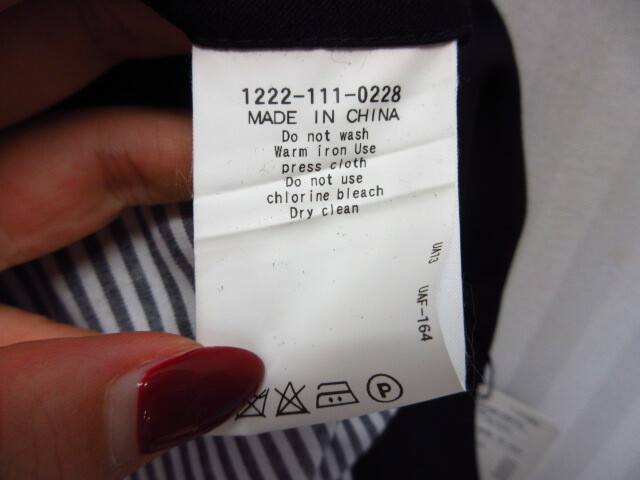 1222-111-0228
MADE IN CHINA
Do not wash
Warm iron Use
press cloth
Do not use
chlorine bleach
Dry clean
UA13
UAF-164
P